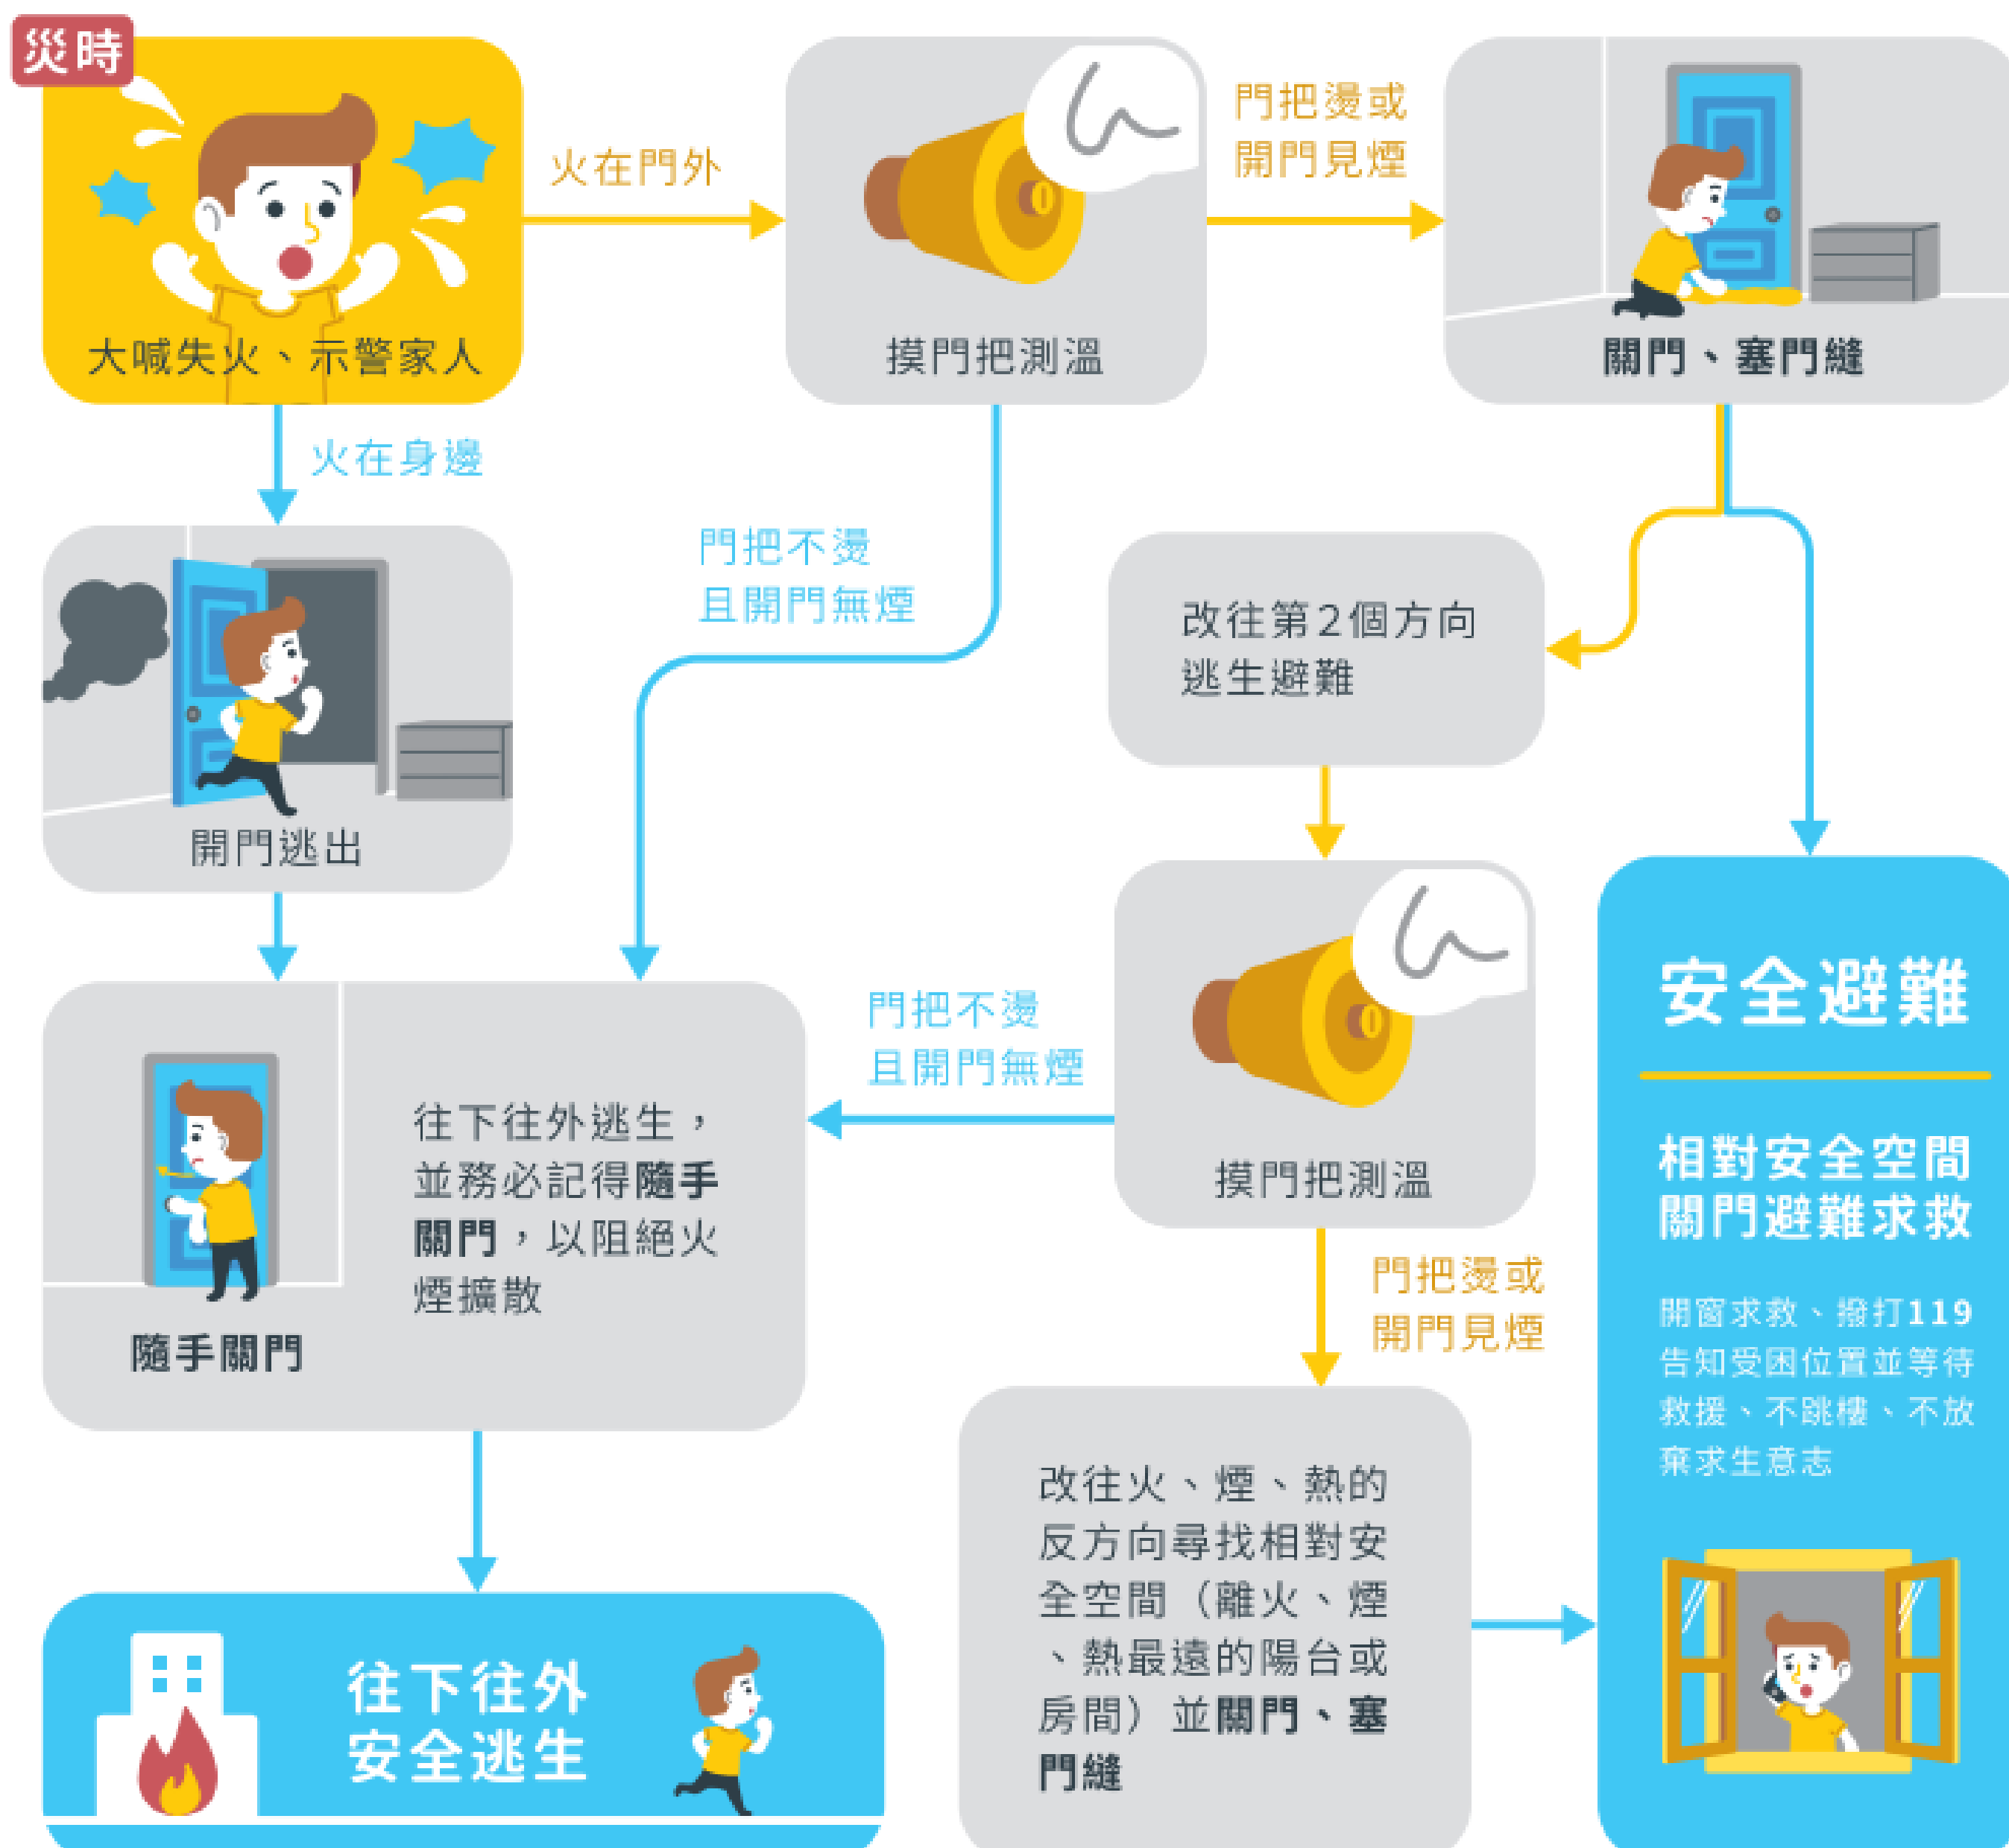 災時
大喊失火、示警家人
火在門外
摸門把測溫
門把燙或
開門見煙
關門、塞門縫
火在身邊
開門逃出
門把不燙
且開門無煙
改往第2個方向
逃生避難
摸門把測溫
門把不燙
且開門無煙
往下往外逃生，
並務必記得隨手
關門，以阻絕火
煙擴散
隨手關門
門把燙或
開門見煙
改往火、煙、熱的
反方向尋找相對安
全空間（離火、煙
、熱最遠的陽台或
房間）並關門、塞
門縫
往下往外
安全逃生
安全避難
相對安全空間
關門避難求救
開窗求救、撥打119
告知受困位置並等待
救援、不跳樓、不放
棄求生意志